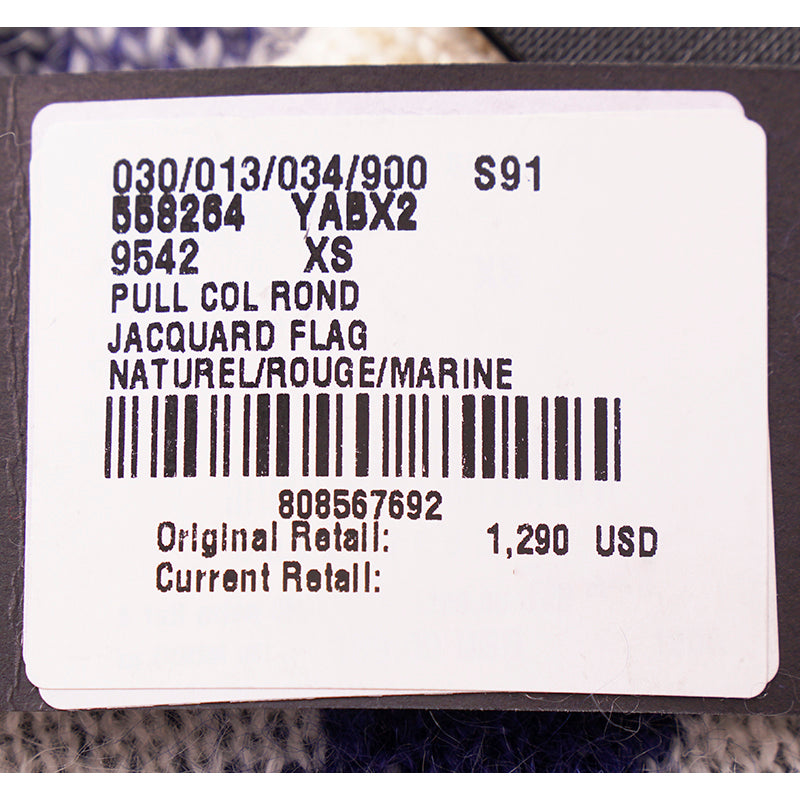 030/013/034/900 S91
558264 YABX2
9542 XS
PULL COL ROND
JACQUARD FLAG
NATUREL/ROUGE/MARINE
808567692
Original Retail: 1,290 USD
Current Retail: